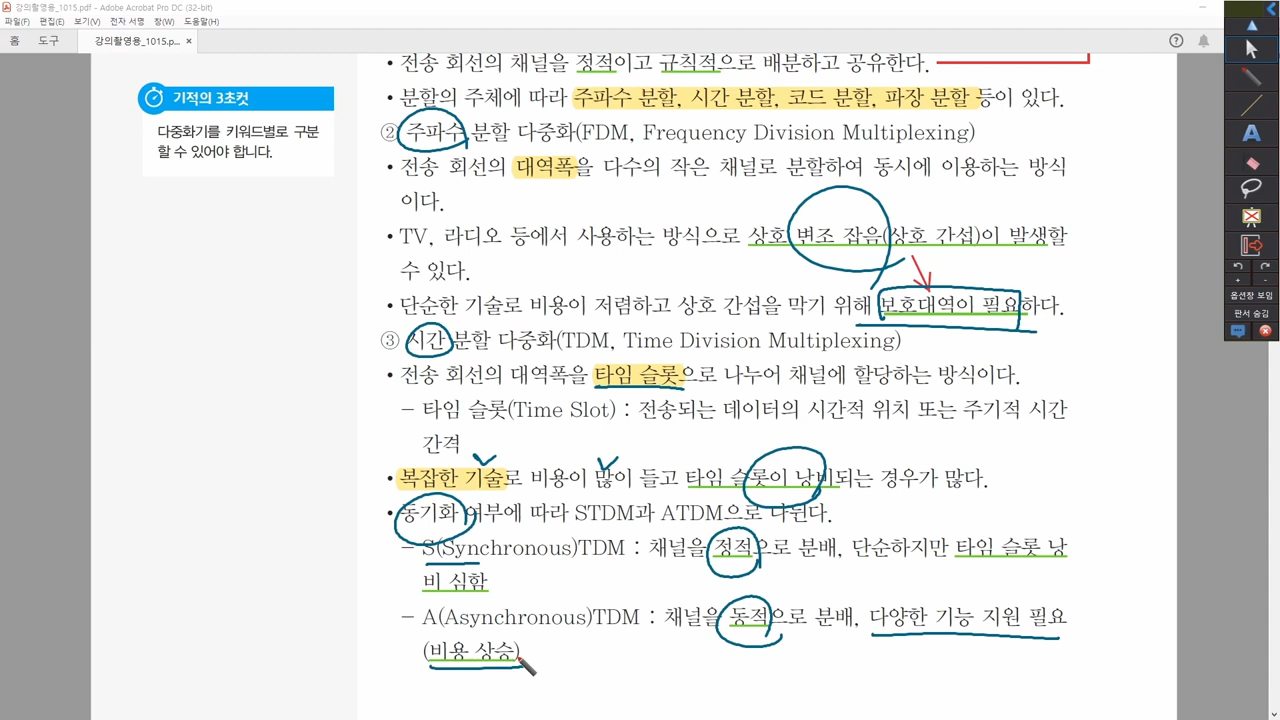 강의촬영용_1015.pdf - Adobe Acrobat Pro DC (32-bit)
파일(F) 편집(E) 보기(V) 전자 서명 창(W) 도움말(H)
홈 도구 강의촬영용_1015.p... ×
기적의 3초컷
다중화기를 키워드별로 구분
할 수 있어야 합니다.
• 전송 회선의 채널을 정적이고 규칙적으로 배분하고 공유한다.
• 분할의 주체에 따라 주파수 분할, 시간 분할, 코드 분할, 파장 분할 등이 있다.
② 주파수 분할 다중화(FDM, Frequency Division Multiplexing)
• 전송 회선의 대역폭을 다수의 작은 채널로 분할하여 동시에 이용하는 방식
이다.
• TV, 라디오 등에서 사용하는 방식으로 상호 변조 잡음(상호 간섭)이 발생할
수 있다.
• 단순한 기술로 비용이 저렴하고 상호 간섭을 막기 위해 보호대역이 필요하다.
③ 시간 분할 다중화(TDM, Time Division Multiplexing)
• 전송 회선의 대역폭을 타임 슬롯으로 나누어 채널에 할당하는 방식이다.
– 타임 슬롯(Time Slot) : 전송되는 데이터의 시간적 위치 또는 주기적 시간
간격
• 복잡한 기술로 비용이 많이 들고 타임 슬롯이 낭비되는 경우가 많다.
• 동기화 여부에 따라 STDM과 ATDM으로 나뉜다.
– S(Synchronous)TDM : 채널을 정적으로 분배, 단순하지만 타임 슬롯 낭
비 심함
– A(Asynchronous)TDM : 채널을 동적으로 분배, 다양한 기능 지원 필요
(비용 상승)
옵션장 보임
판서 숨김